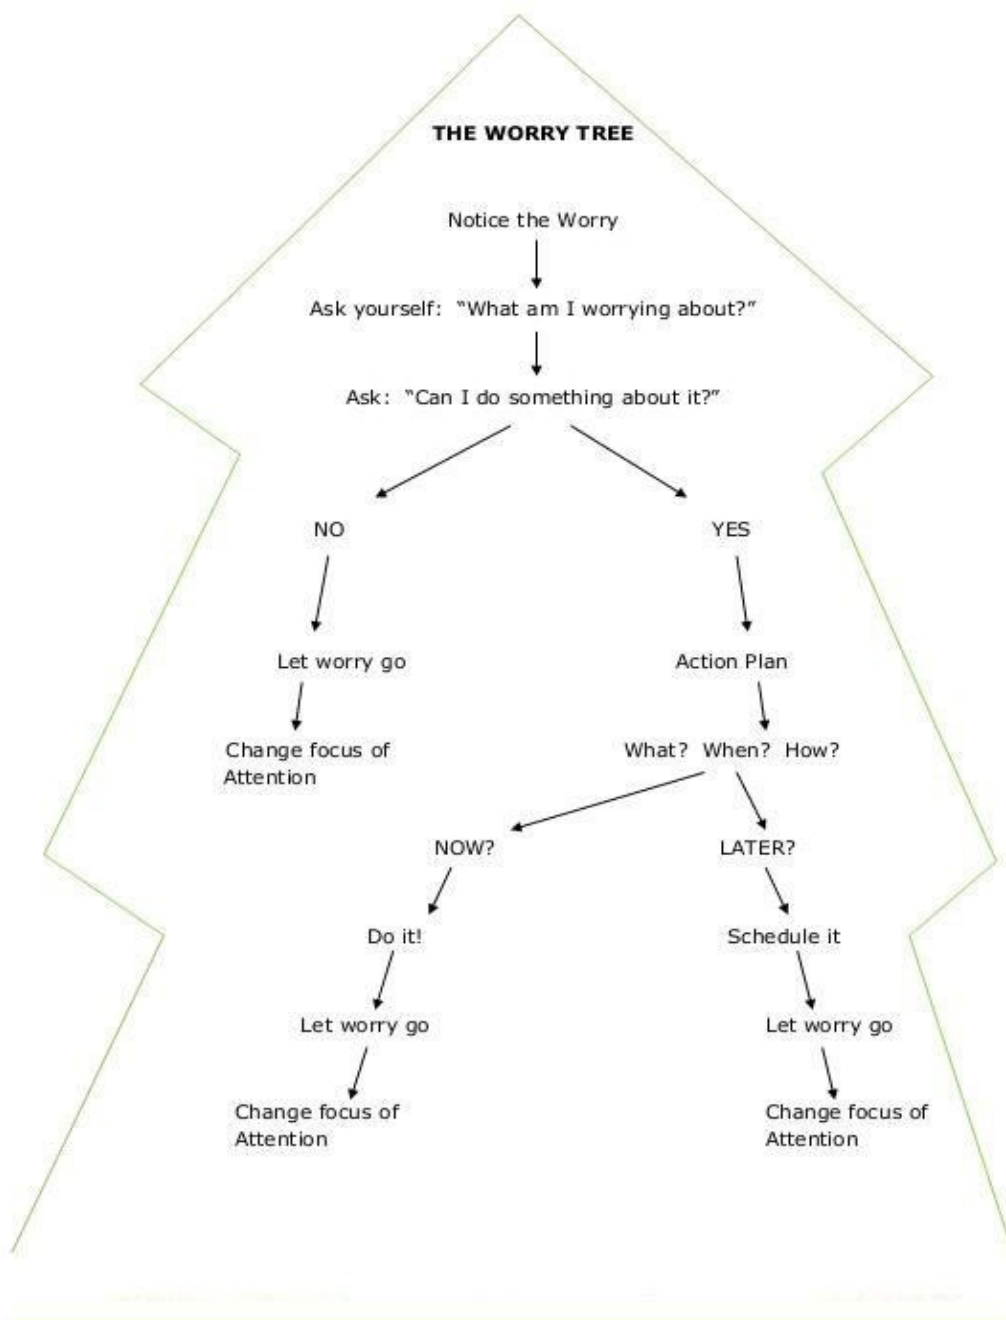 THE WORRY TREE
Notice the Worry
Ask yourself:  “What am I worrying about?”
Ask:  “Can I do something about it?”
NO
YES
Let worry go
Action Plan
Change focus of
Attention
What?  When?  How?
NOW?
LATER?
Do it!
Schedule it
Let worry go
Let worry go
Change focus of
Attention
Change focus of
Attention